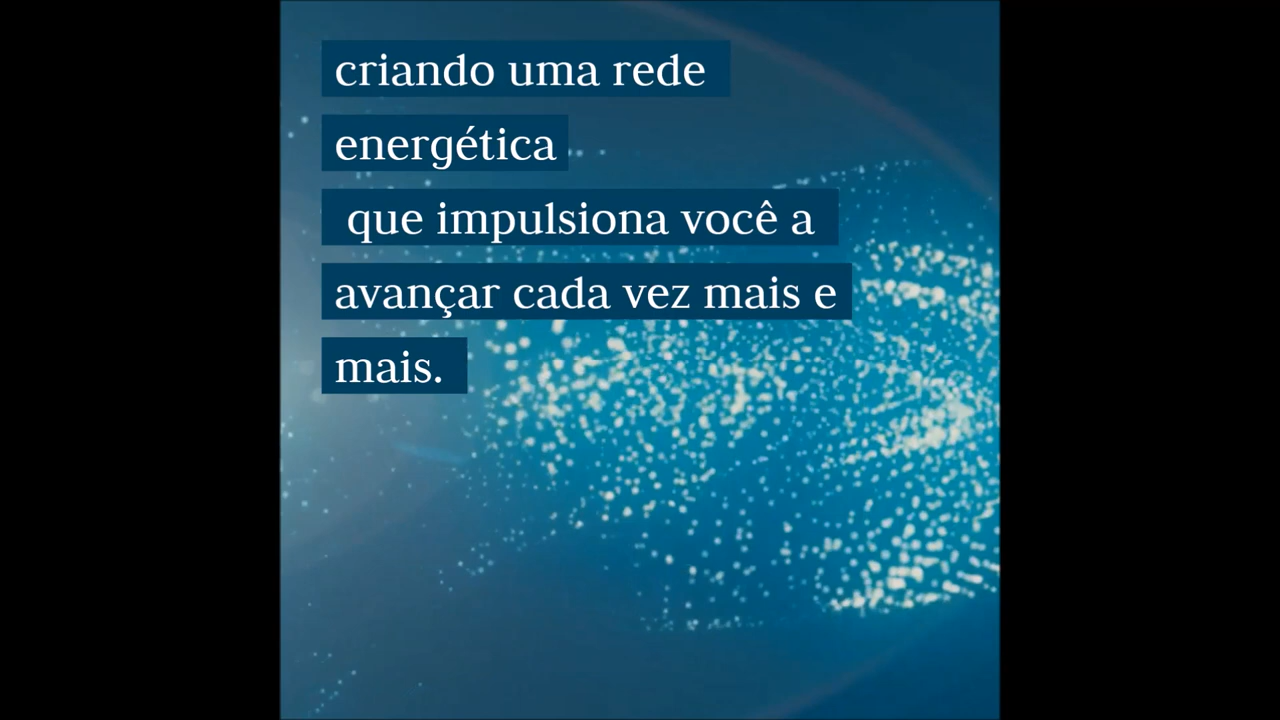 criando uma rede
energética
que impulsiona você a
avançar cada vez mais e
mais.